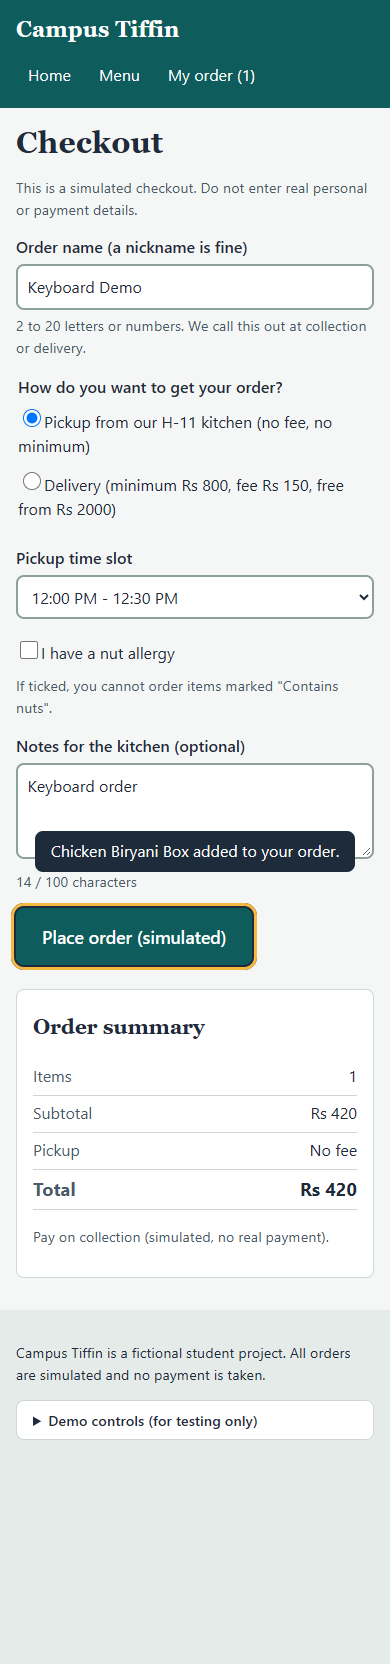 Campus Tiffin
Home Menu My order (1)
Checkout
This is a simulated checkout. Do not enter real personal
or payment details.
Order name (a nickname is fine)
Keyboard Demo
2 to 20 letters or numbers. We call this out at collection
or delivery.
How do you want to get your order?
Pickup from our H-11 kitchen (no fee, no
minimum)
Delivery (minimum Rs 800, fee Rs 150, free
from Rs 2000)
Pickup time slot
12:00 PM - 12:30 PM
I have a nut allergy
If ticked, you cannot order items marked "Contains
nuts".
Notes for the kitchen (optional)
Keyboard order
Chicken Biryani Box added to your order.
14 / 100 characters
Place order (simulated)
Order summary
Items 1
Subtotal Rs 420
Pickup No fee
Total Rs 420
Pay on collection (simulated, no real payment).
Campus Tiffin is a fictional student project. All orders
are simulated and no payment is taken.
Demo controls (for testing only)